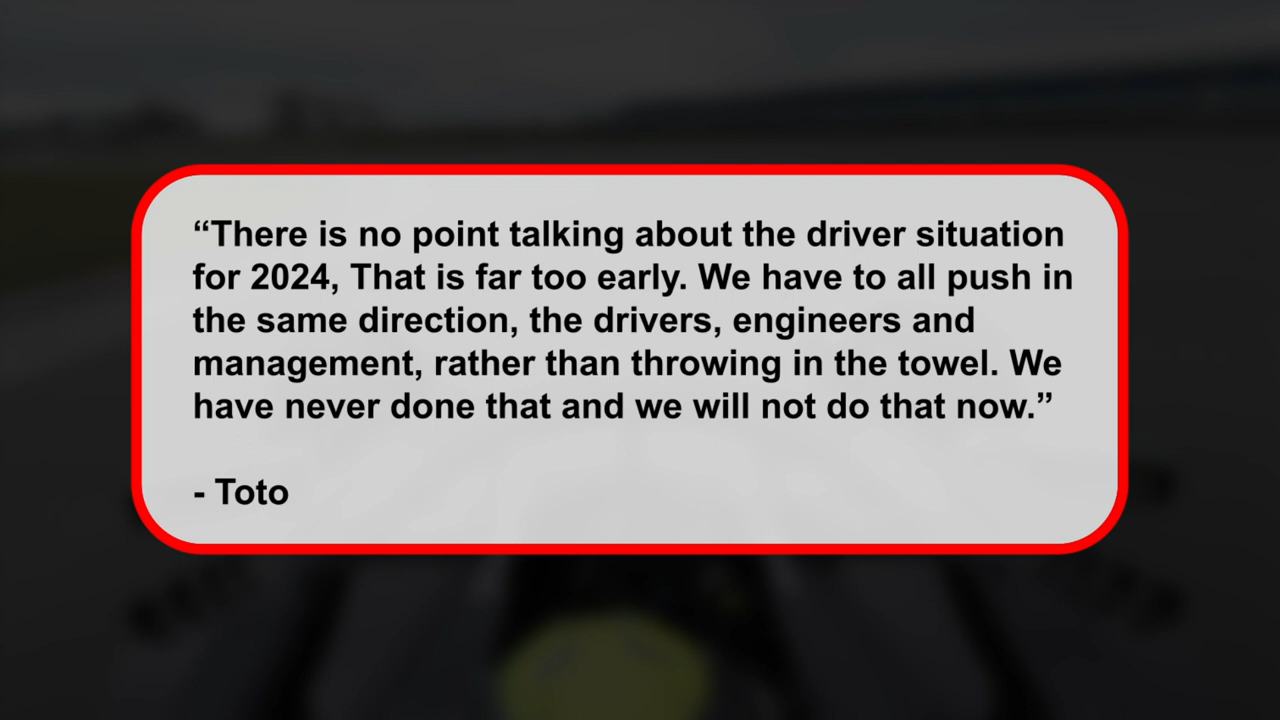 “There is no point talking about the driver situation
for 2024, That is far too early. We have to all push in
the same direction, the drivers, engineers and
management, rather than throwing in the towel. We
have never done that and we will not do that now.”
- Toto